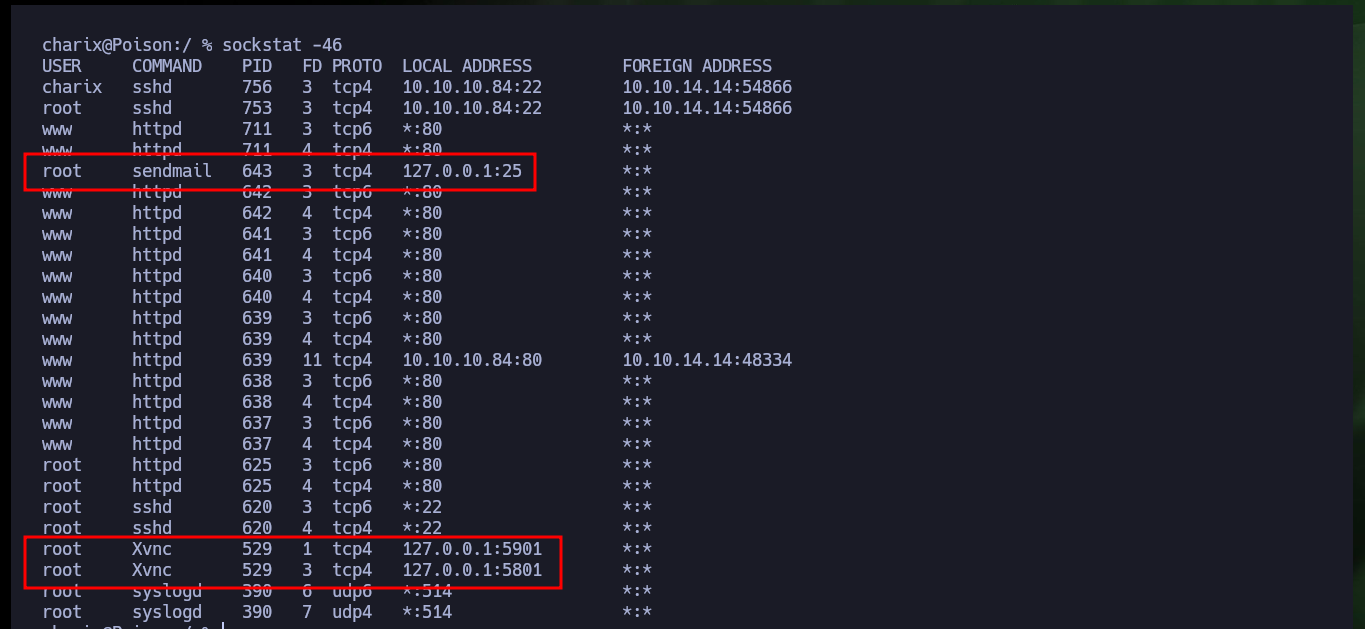 charix@Poison:/ % sockstat -46
USER     COMMAND    PID   FD PROTO  LOCAL ADDRESS         FOREIGN ADDRESS
charix   sshd       756   3  tcp4   10.10.10.84:22        10.10.14.14:54866
root     sshd       753   3  tcp4   10.10.10.84:22        10.10.14.14:54866
www      httpd      711   3  tcp6   *:80                  *:*
www      httpd      711   4  tcp4   *:80                  *:*
root     sendmail   643   3  tcp4   127.0.0.1:25          *:*
www      httpd      642   3  tcp6   *:80                  *:*
www      httpd      642   4  tcp4   *:80                  *:*
www      httpd      641   3  tcp6   *:80                  *:*
www      httpd      641   4  tcp4   *:80                  *:*
www      httpd      640   3  tcp6   *:80                  *:*
www      httpd      640   4  tcp4   *:80                  *:*
www      httpd      639   3  tcp6   *:80                  *:*
www      httpd      639   4  tcp4   *:80                  *:*
www      httpd      639   11 tcp4   10.10.10.84:80        10.10.14.14:48334
www      httpd      638   3  tcp6   *:80                  *:*
www      httpd      638   4  tcp4   *:80                  *:*
www      httpd      637   3  tcp6   *:80                  *:*
www      httpd      637   4  tcp4   *:80                  *:*
root     httpd      625   3  tcp6   *:80                  *:*
root     httpd      625   4  tcp4   *:80                  *:*
root     sshd       620   3  tcp6   *:22                  *:*
root     sshd       620   4  tcp4   *:22                  *:*
root     Xvnc       529   1  tcp4   127.0.0.1:5901        *:*
root     Xvnc       529   3  tcp4   127.0.0.1:5801        *:*
root     syslogd    390   6  udp6   *:514                 *:*
root     syslogd    390   7  udp4   *:514                 *:*
charix@Poison:/ %